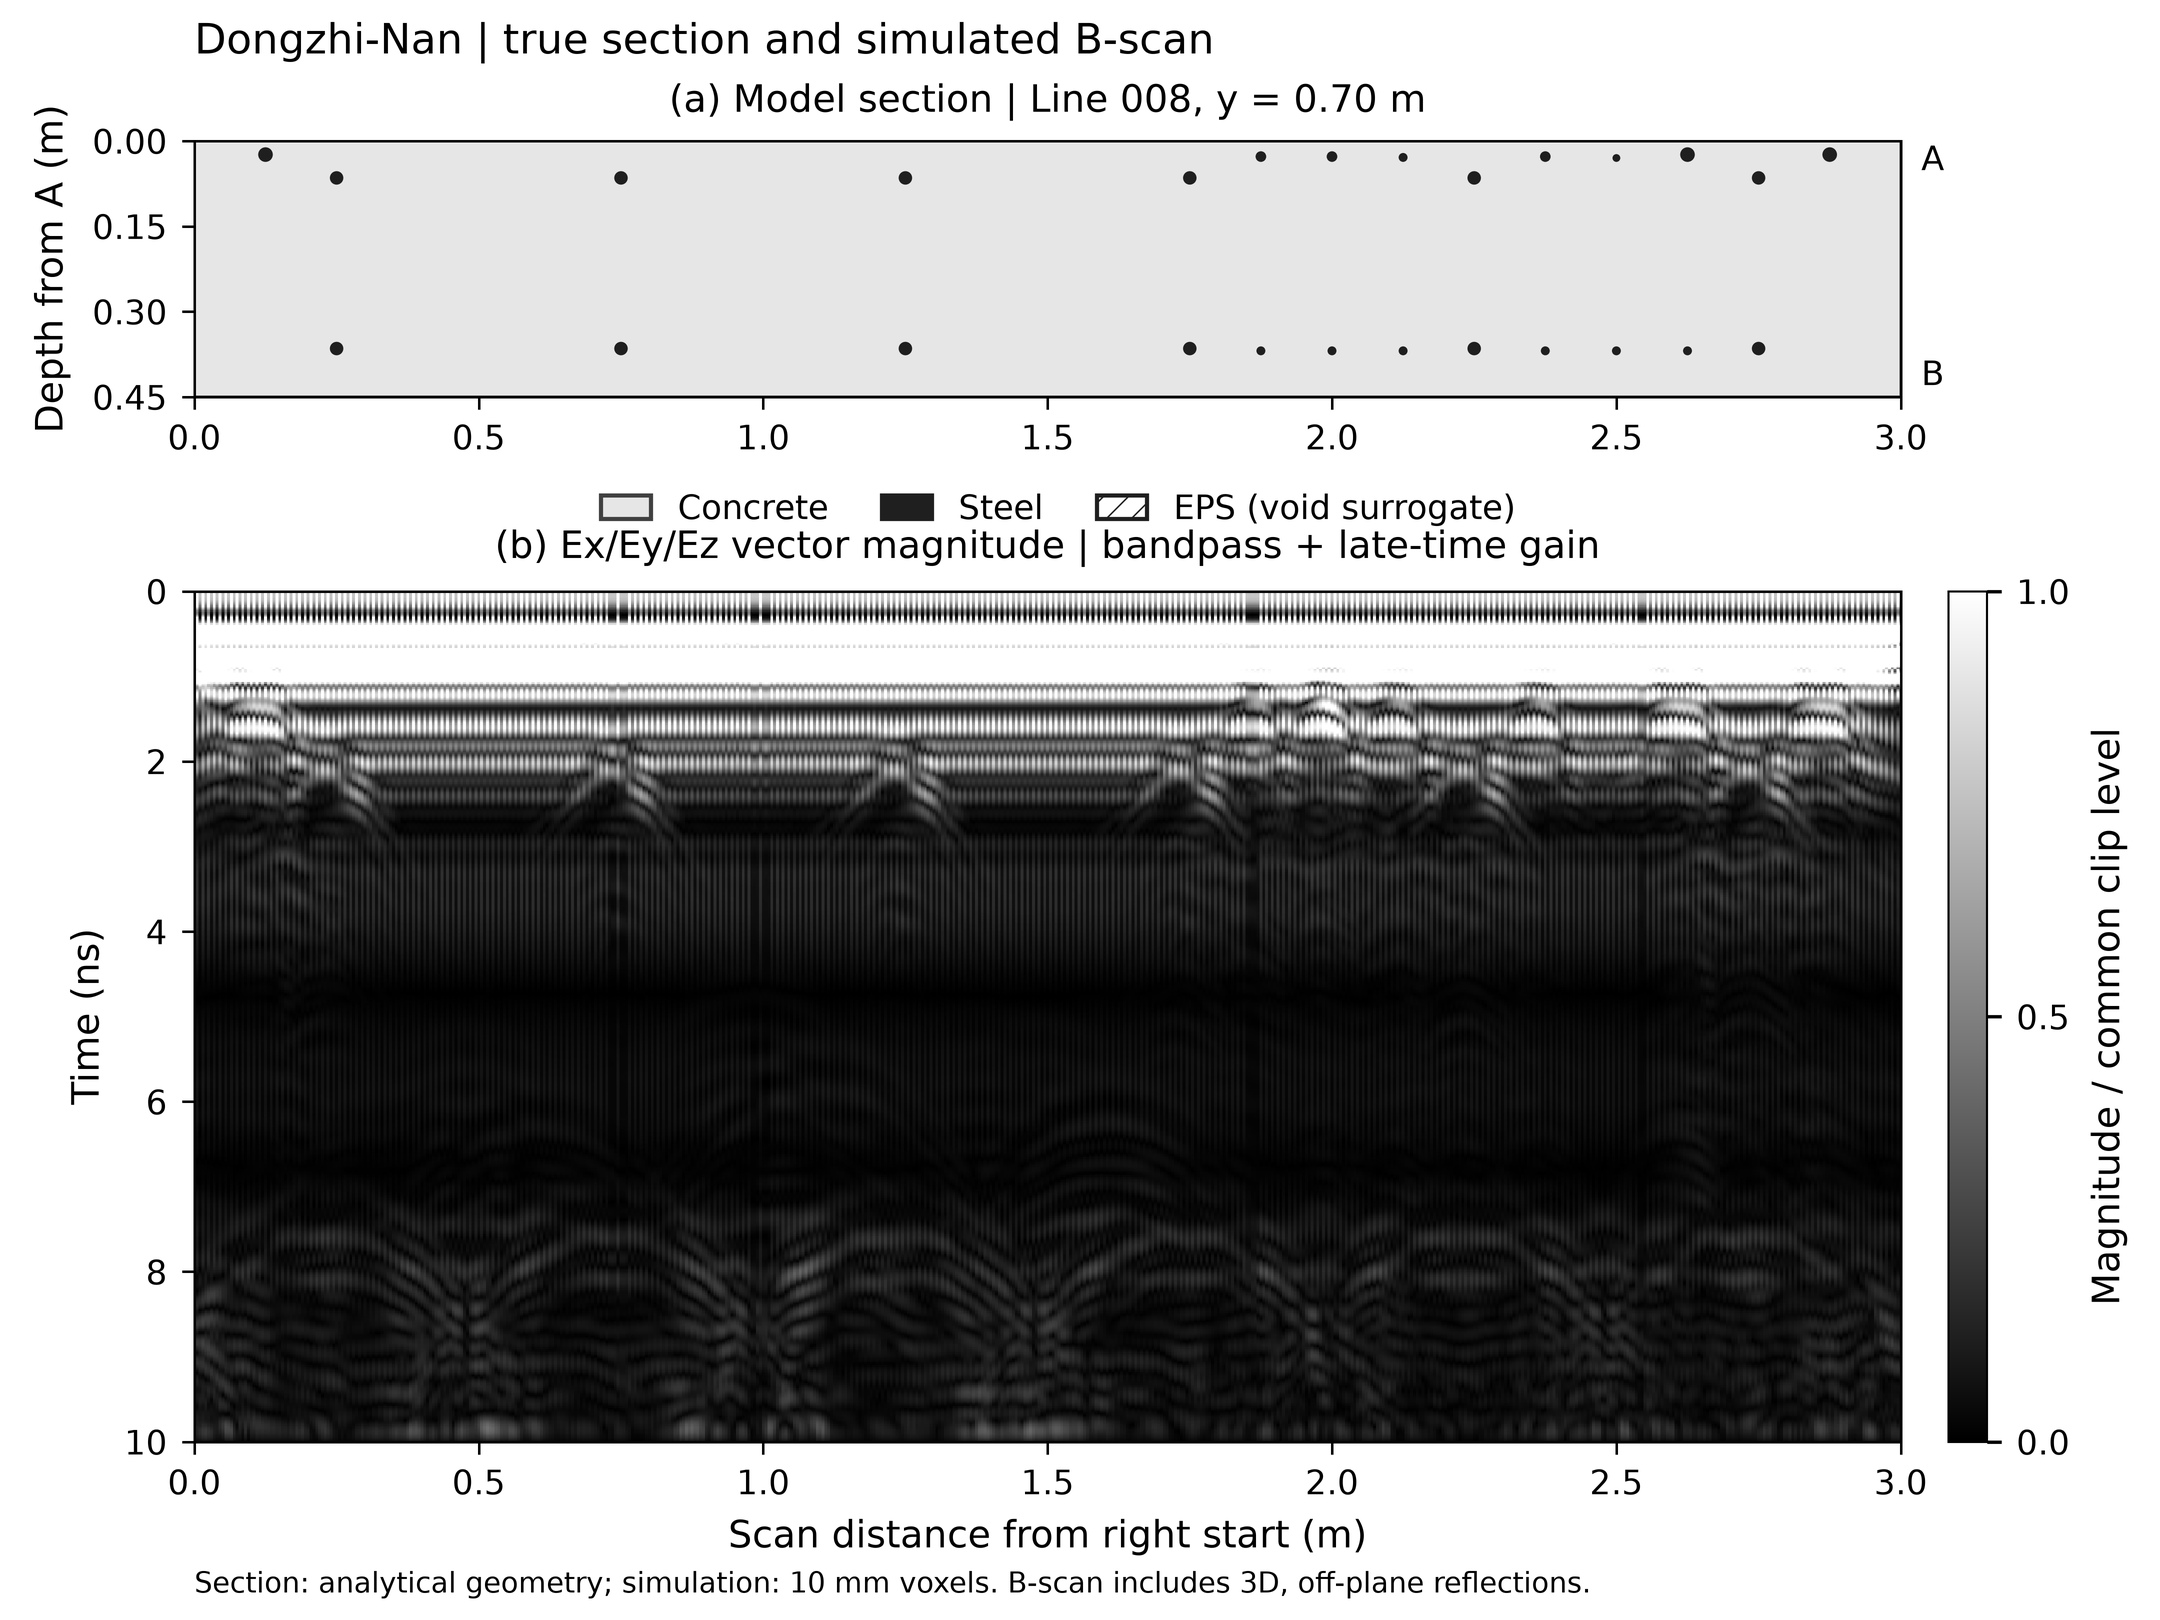 Dongzhi-Nan | true section and simulated B-scan
(a) Model section | Line 008, y = 0.70 m
Depth from A (m)
0.00
0.15
0.30
0.45
A
B
0.0 0.5 1.0 1.5 2.0 2.5 3.0
Concrete Steel EPS (void surrogate)
(b) Ex/Ey/Ez vector magnitude | bandpass + late-time gain
Time (ns)
0
2
4
6
8
10
0.0 0.5 1.0 1.5 2.0 2.5 3.0
Scan distance from right start (m)
1.0
0.5
0.0
Magnitude / common clip level
Section: analytical geometry; simulation: 10 mm voxels. B-scan includes 3D, off-plane reflections.